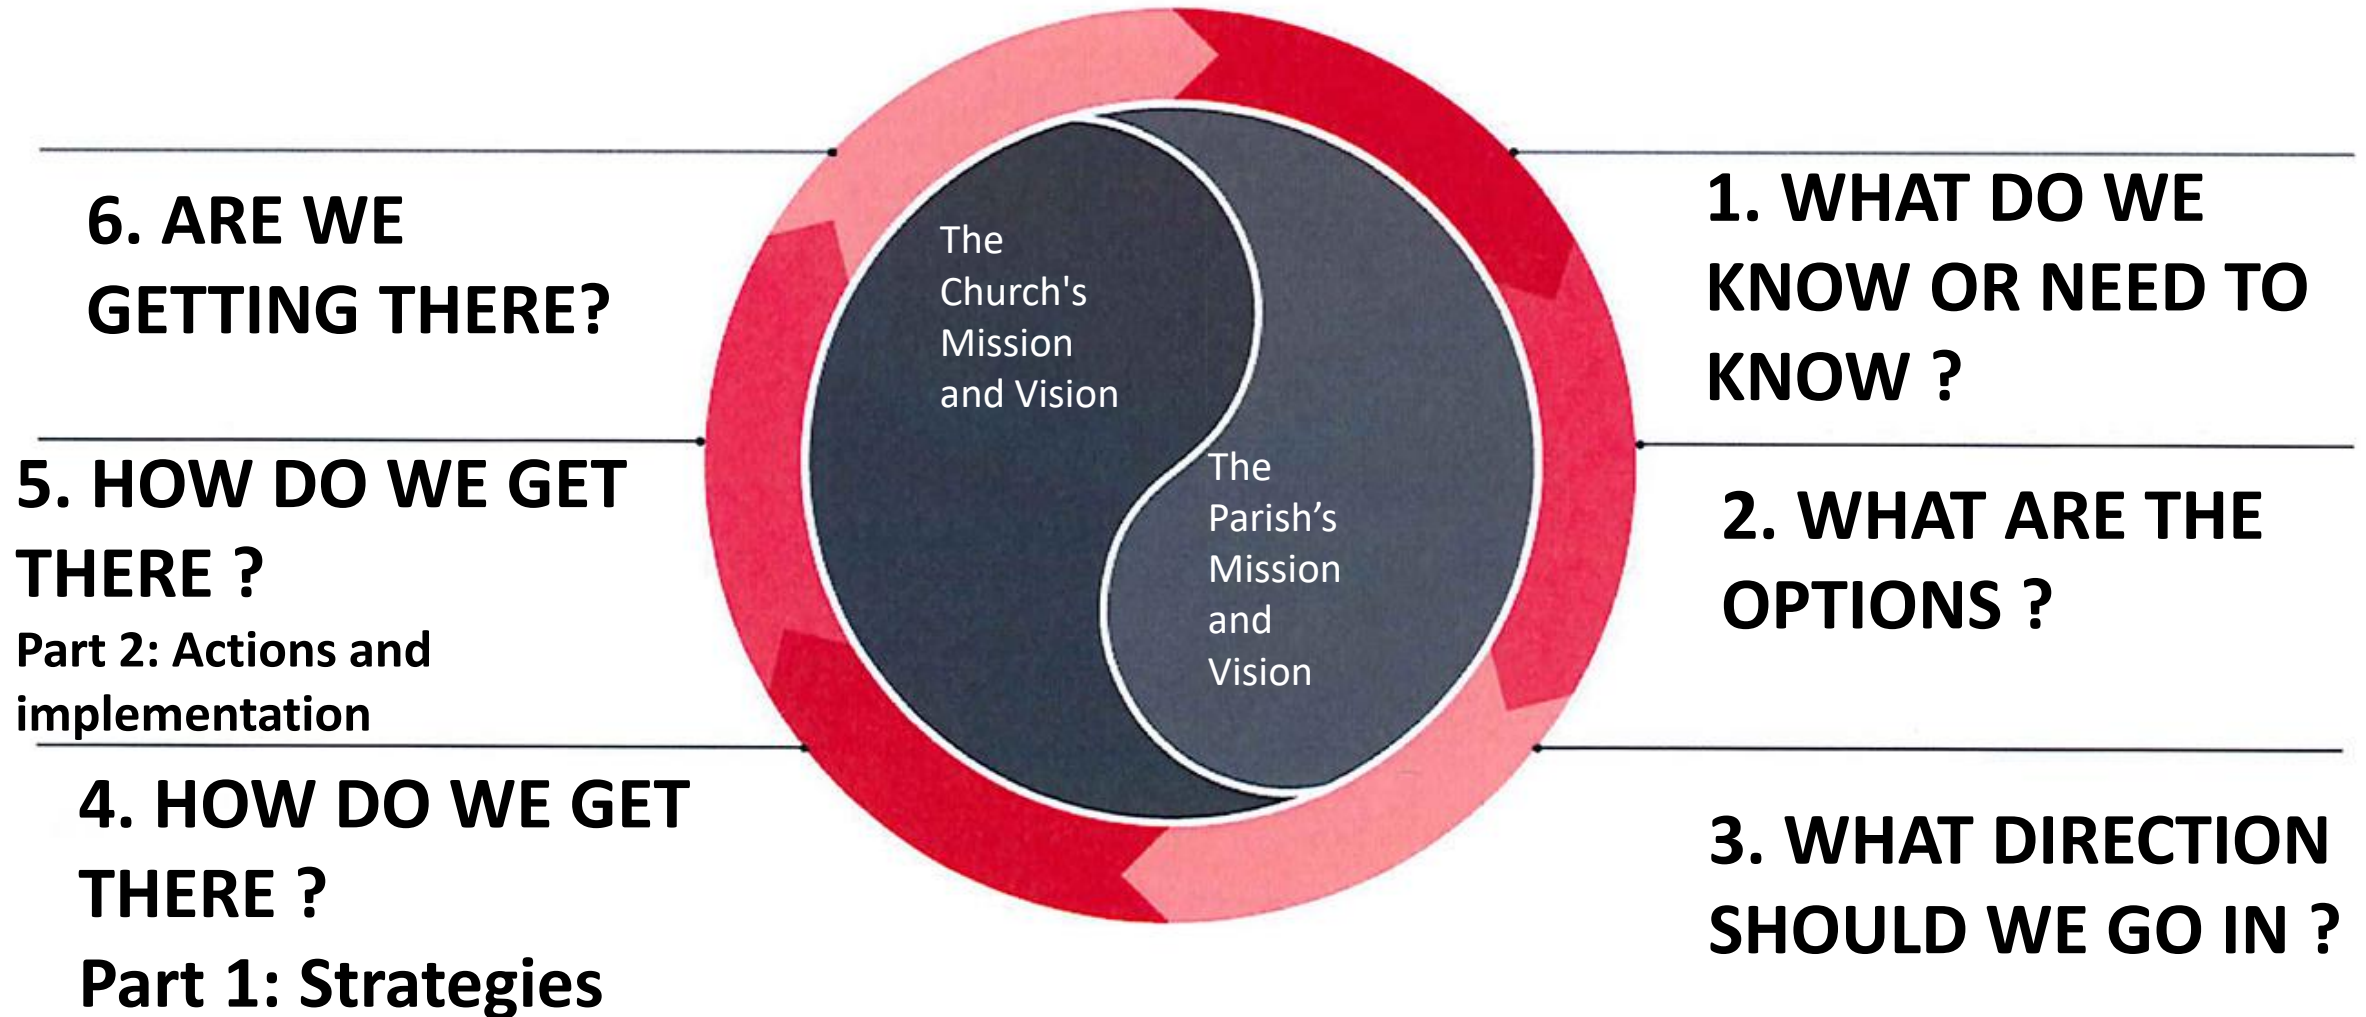 The
Church's
Mission
and Vision
The
Parish’s
Mission
and
Vision
1. WHAT DO WE
KNOW OR NEED TO
KNOW ?
2. WHAT ARE THE
OPTIONS ?
3. WHAT DIRECTION
SHOULD WE GO IN ?
4. HOW DO WE GET
THERE ?
Part 1: Strategies
5. HOW DO WE GET
THERE ?
Part 2: Actions and
implementation
6. ARE WE
GETTING THERE?